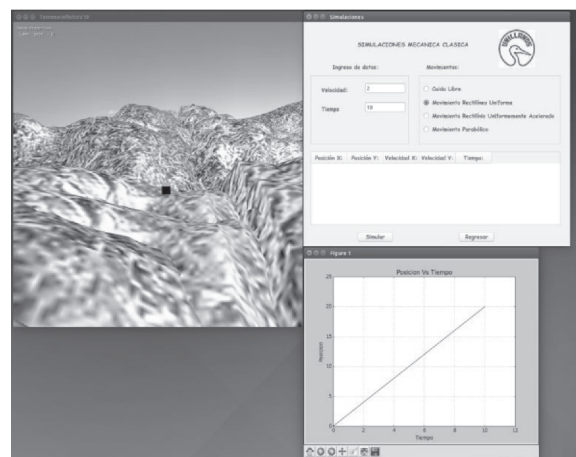 Simulaciones
SIMULACIONES MECANICA CLASICA
UNILLANOS
Ingreso de datos:
Movimientos:
Velocidad:
2
Tiempo
10
Caida Libre
Movimiento Rectilíneo Uniforme
Movimiento Rectilínio Uniformemente Acelerado
Movimiento Parabólico
Posición X: Posición Y: Velocidad X: Velocidad Y: Tiempo:
Simular
Regresar
Figure 1
Posicion Vs Tiempo
25
20
15
10
5
0
Posicion
0 2 4 6 8 10 12
Tiempo